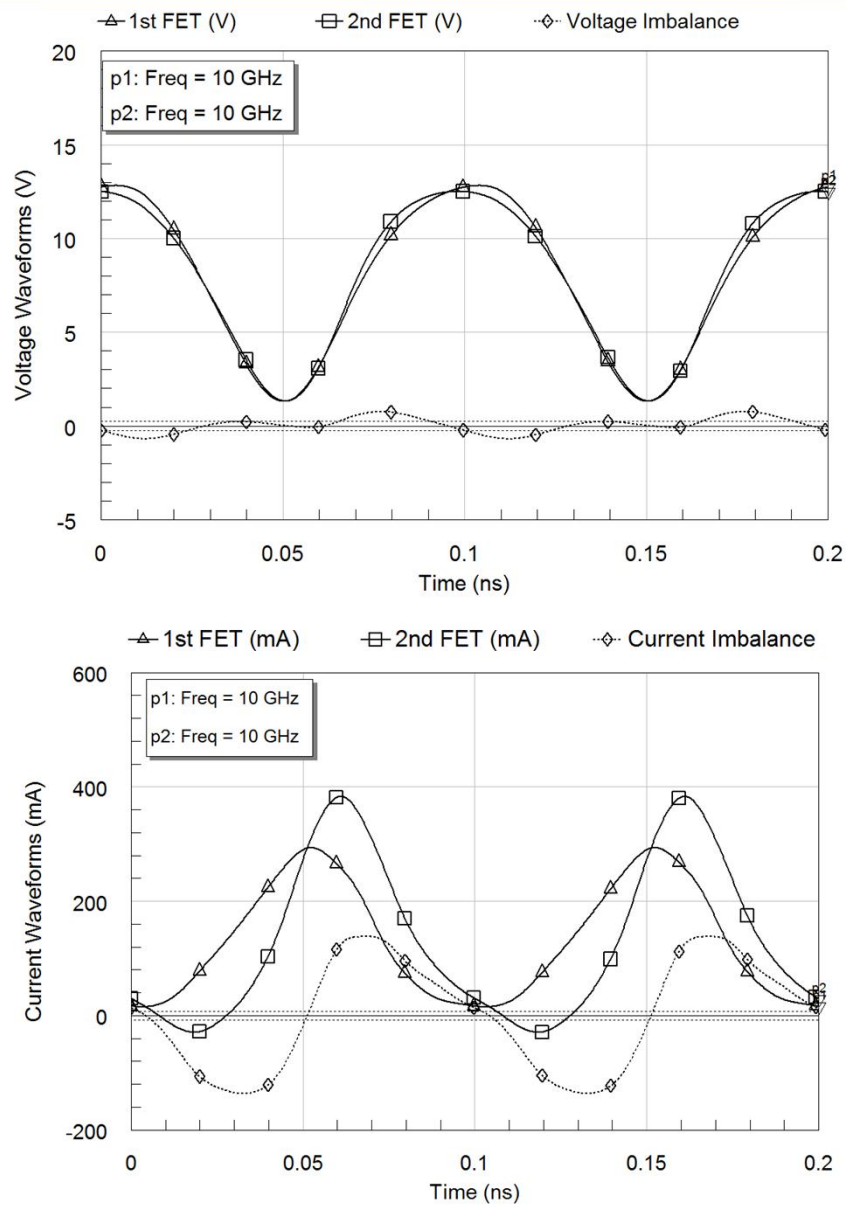 1st FET (V) 2nd FET (V) Voltage Imbalance
20
p1: Freq = 10 GHz
p2: Freq = 10 GHz
15
10
5
0
-5
Voltage Waveforms (V)
p2
0 0.05 0.1 0.15 0.2
Time (ns)
1st FET (mA) 2nd FET (mA) Current Imbalance
600
p1: Freq = 10 GHz
p2: Freq = 10 GHz
400
200
0
-200
Current Waveforms (mA)
p2
0 0.05 0.1 0.15 0.2
Time (ns)